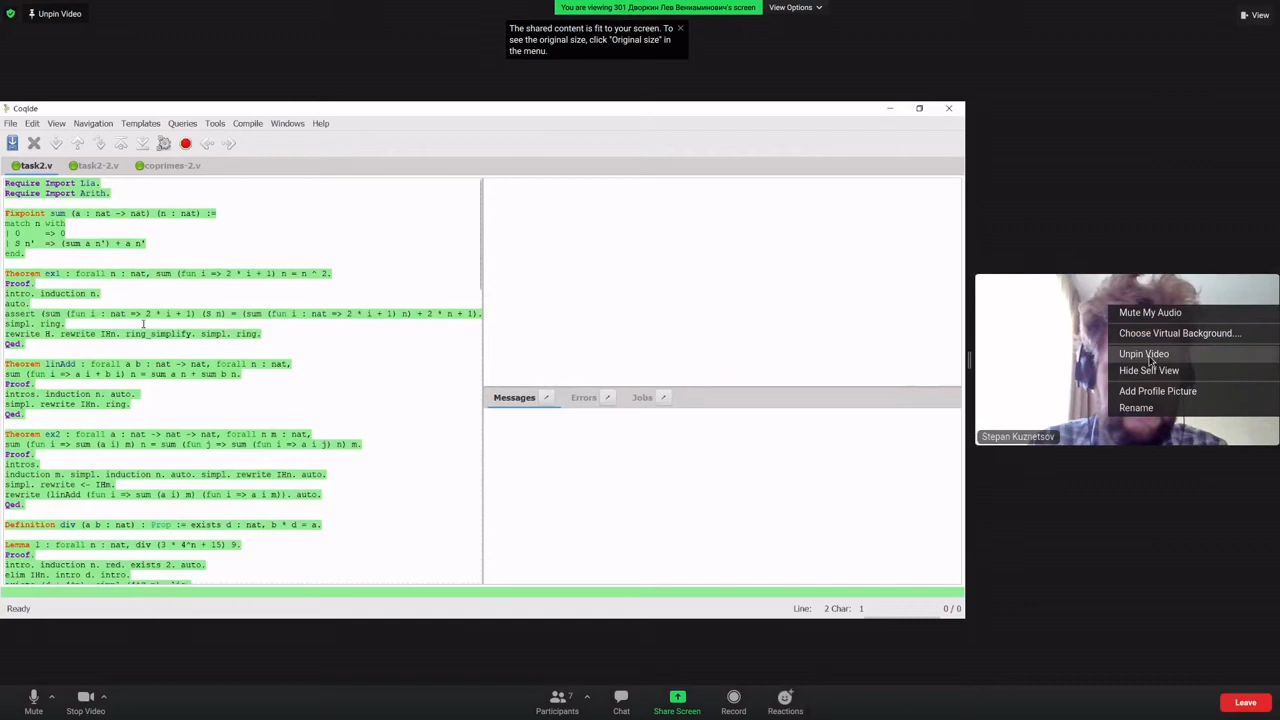 Unpin Video
You are viewing 301 Дворкин Лев Вениаминович's screen
View Options
The shared content is fit to your screen. To
see the original size, click "Original size" in
the menu.
View
CoqIde
File Edit View Navigation Templates Queries Tools Compile Windows Help
task2.v task2-2.v coprimes-2.v
Require Import Lia.
Require Import Arith.
Fixpoint sum (a : nat -> nat) (n : nat) :=
match n with
| 0 => 0
| S n' => (sum a n') + a n'
end.
Theorem ex1 : forall n : nat, sum (fun i => 2 * i + 1) n = n ^ 2.
Proof.
intro. induction n.
auto.
assert (sum (fun i : nat => 2 * i + 1) (S n) = (sum (fun i : nat => 2 * i + 1) n) + 2 * n + 1).
simpl. ring.
rewrite H. rewrite IHn. ring_simplify. simpl. ring.
Qed.
Theorem linAdd : forall a b : nat -> nat, forall n : nat,
sum (fun i => a i + b i) n = sum a n + sum b n.
Proof.
intros. induction n. auto.
simpl. rewrite IHn. ring.
Qed.
Theorem ex2 : forall a : nat -> nat -> nat, forall n m : nat,
sum (fun i => sum (a i) m) n = sum (fun j => sum (fun i => a i j) n) m.
Proof.
intros.
induction m. simpl. induction n. auto. simpl. rewrite IHn. auto.
simpl. rewrite <- IHm.
rewrite (linAdd (fun i => sum (a i) m) (fun i => a i m)). auto.
Qed.
Definition div (a b : nat) : Prop := exists d : nat, b * d = a.
Lemma l : forall n : nat, div (3 * 4^n + 15) 9.
Proof.
intro. induction n. red. exists 2. auto.
elim IHn. intro d. intro.
Messages Errors Jobs
Ready
Line: 2 Char: 1
0 / 0
Mute My Audio
Choose Virtual Background....
Unpin Video
Hide Self View
Add Profile Picture
Rename
Stepan Kuznetsov
Mute
Stop Video
Participants 7
Chat
Share Screen
Record
Reactions
Leave